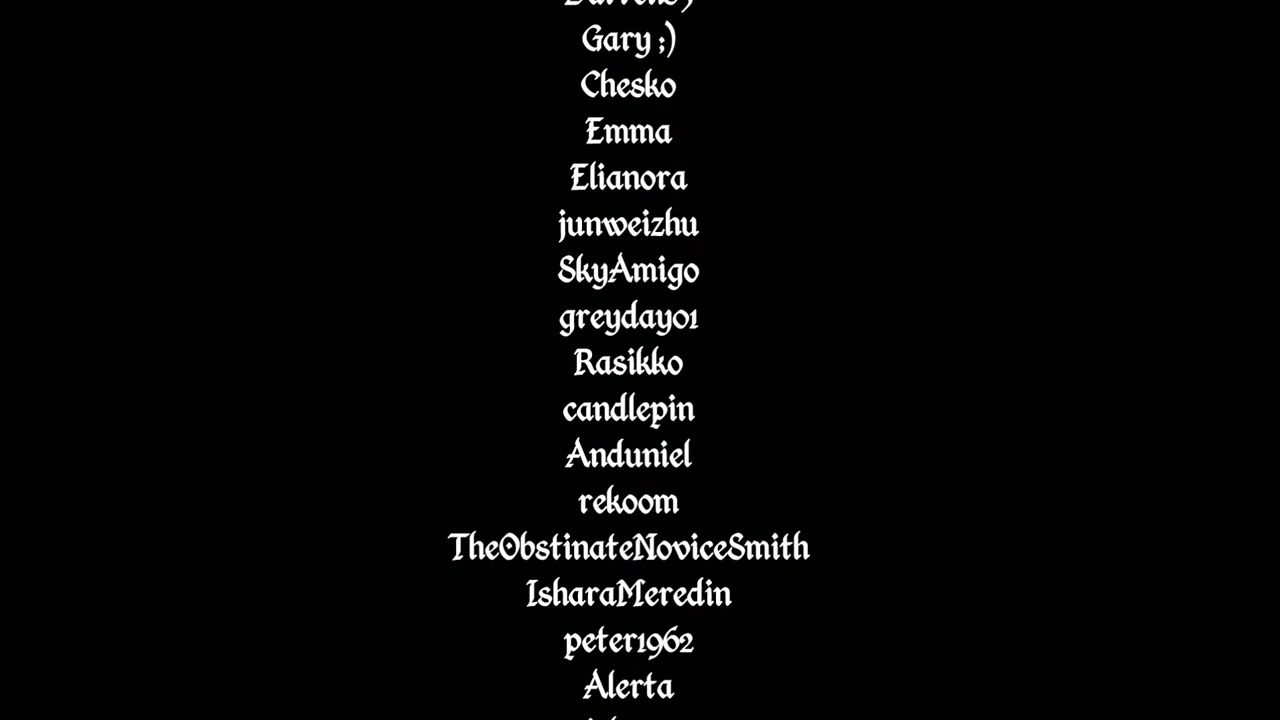 Gary ;)
Chesko
Emma
Elianora
junweizhu
SkyAmigo
greyday01
Rasikko
candlepin
Anduniel
rekoom
TheObstinateNoviceSmith
IsharaMeredin
peter1962
Alerta